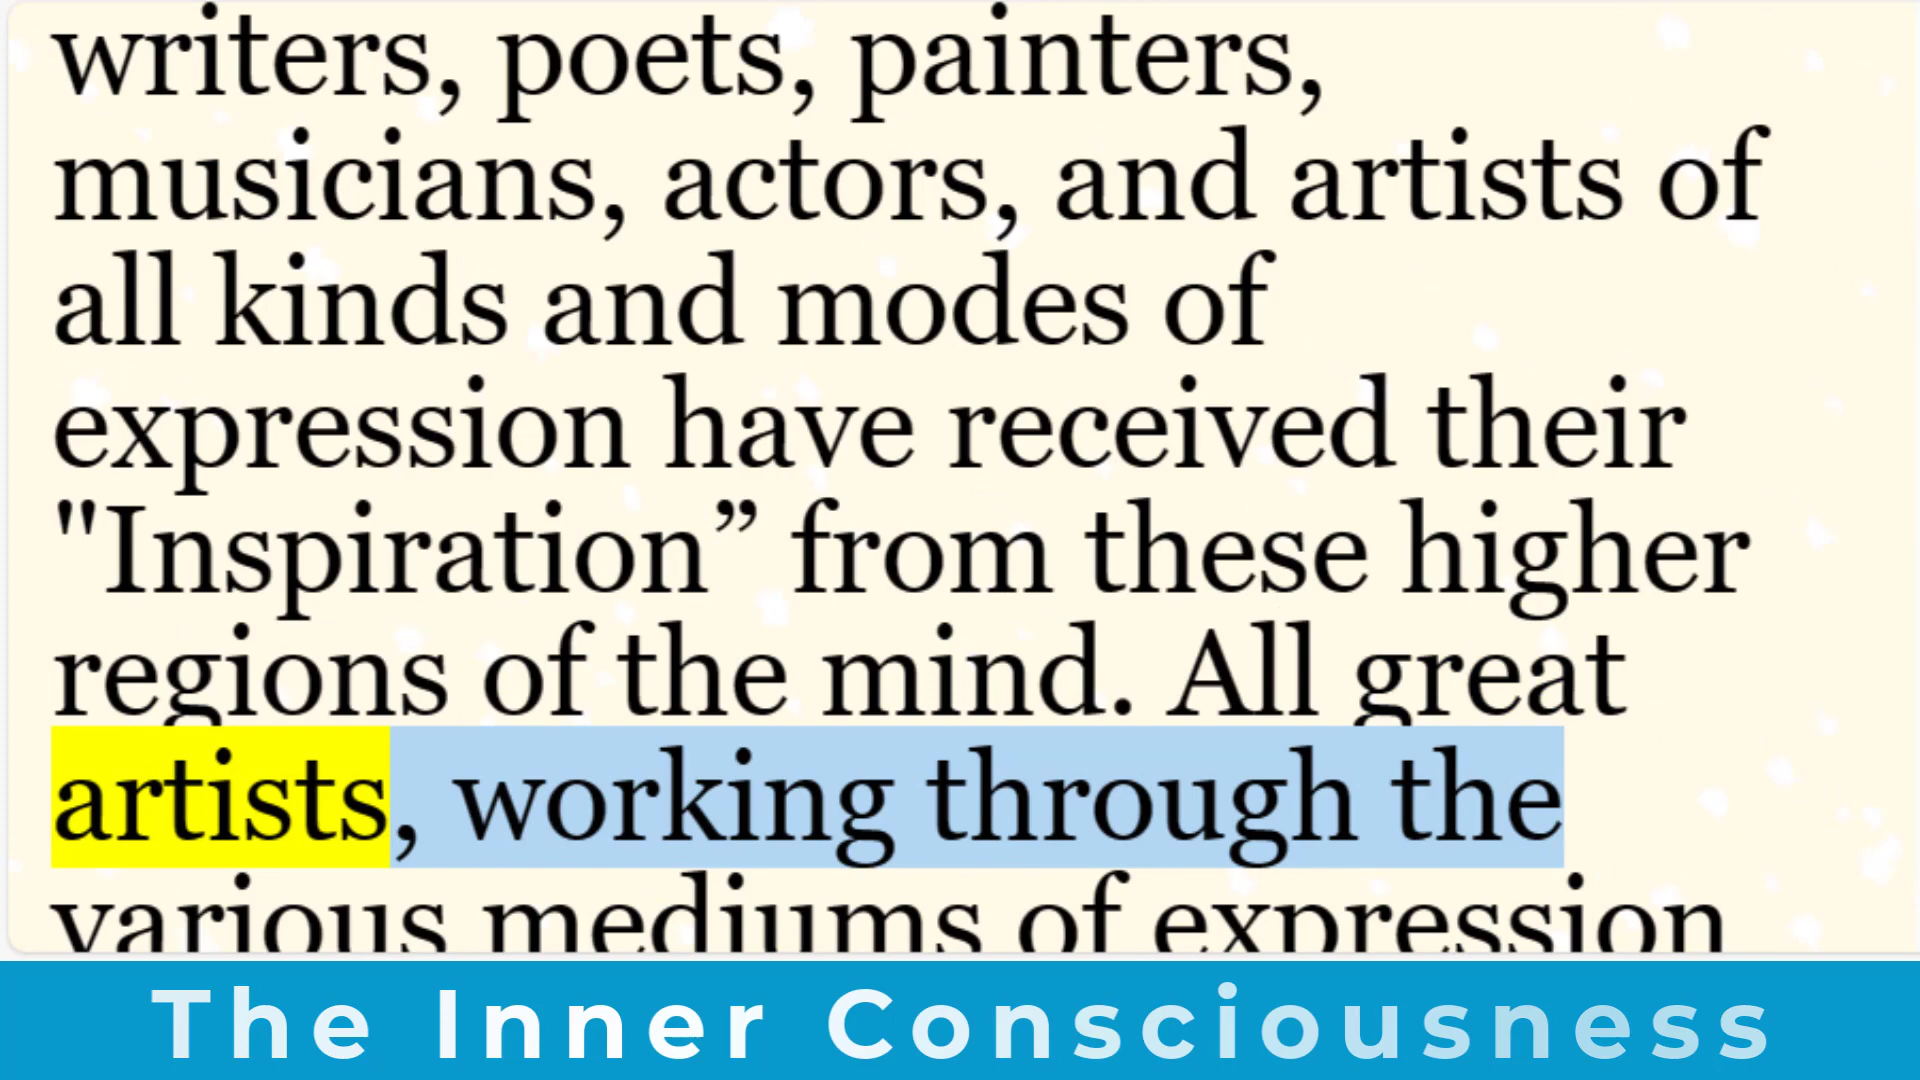 writers, poets, painters,
musicians, actors, and artists of
all kinds and modes of
expression have received their
"Inspiration” from these higher
regions of the mind. All great
artists, working through the
various mediums of expression
The Inner Consciousness